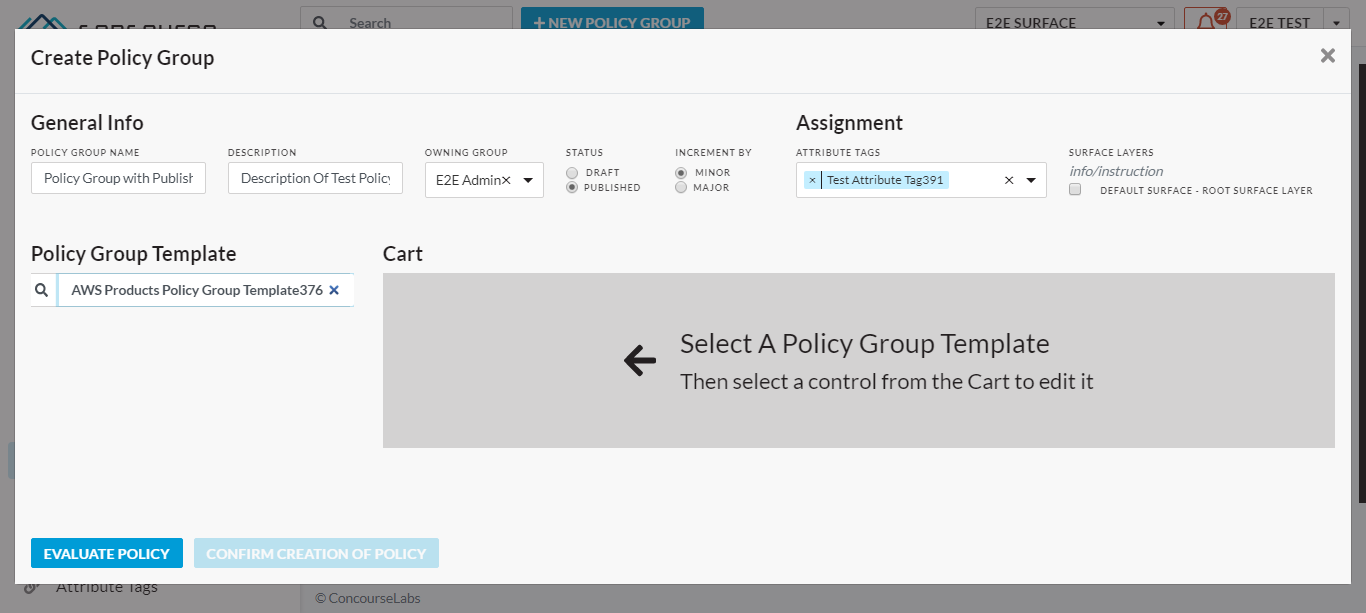 Search
+ NEW POLICY GROUP
E2E SURFACE
27
E2E TEST
Create Policy Group
General Info
Assignment
POLICY GROUP NAME
DESCRIPTION
OWNING GROUP
STATUS
INCREMENT BY
ATTRIBUTE TAGS
SURFACE LAYERS
Policy Group with Publish
Description Of Test Policy
E2E Admin×
DRAFT
PUBLISHED
MINOR
MAJOR
× Test Attribute Tag391 ×
info/instruction
DEFAULT SURFACE - ROOT SURFACE LAYER
Policy Group Template
Cart
AWS Products Policy Group Template376 ×
Select A Policy Group Template
Then select a control from the Cart to edit it
EVALUATE POLICY
CONFIRM CREATION OF POLICY
Attribute Tags
© ConcourseLabs